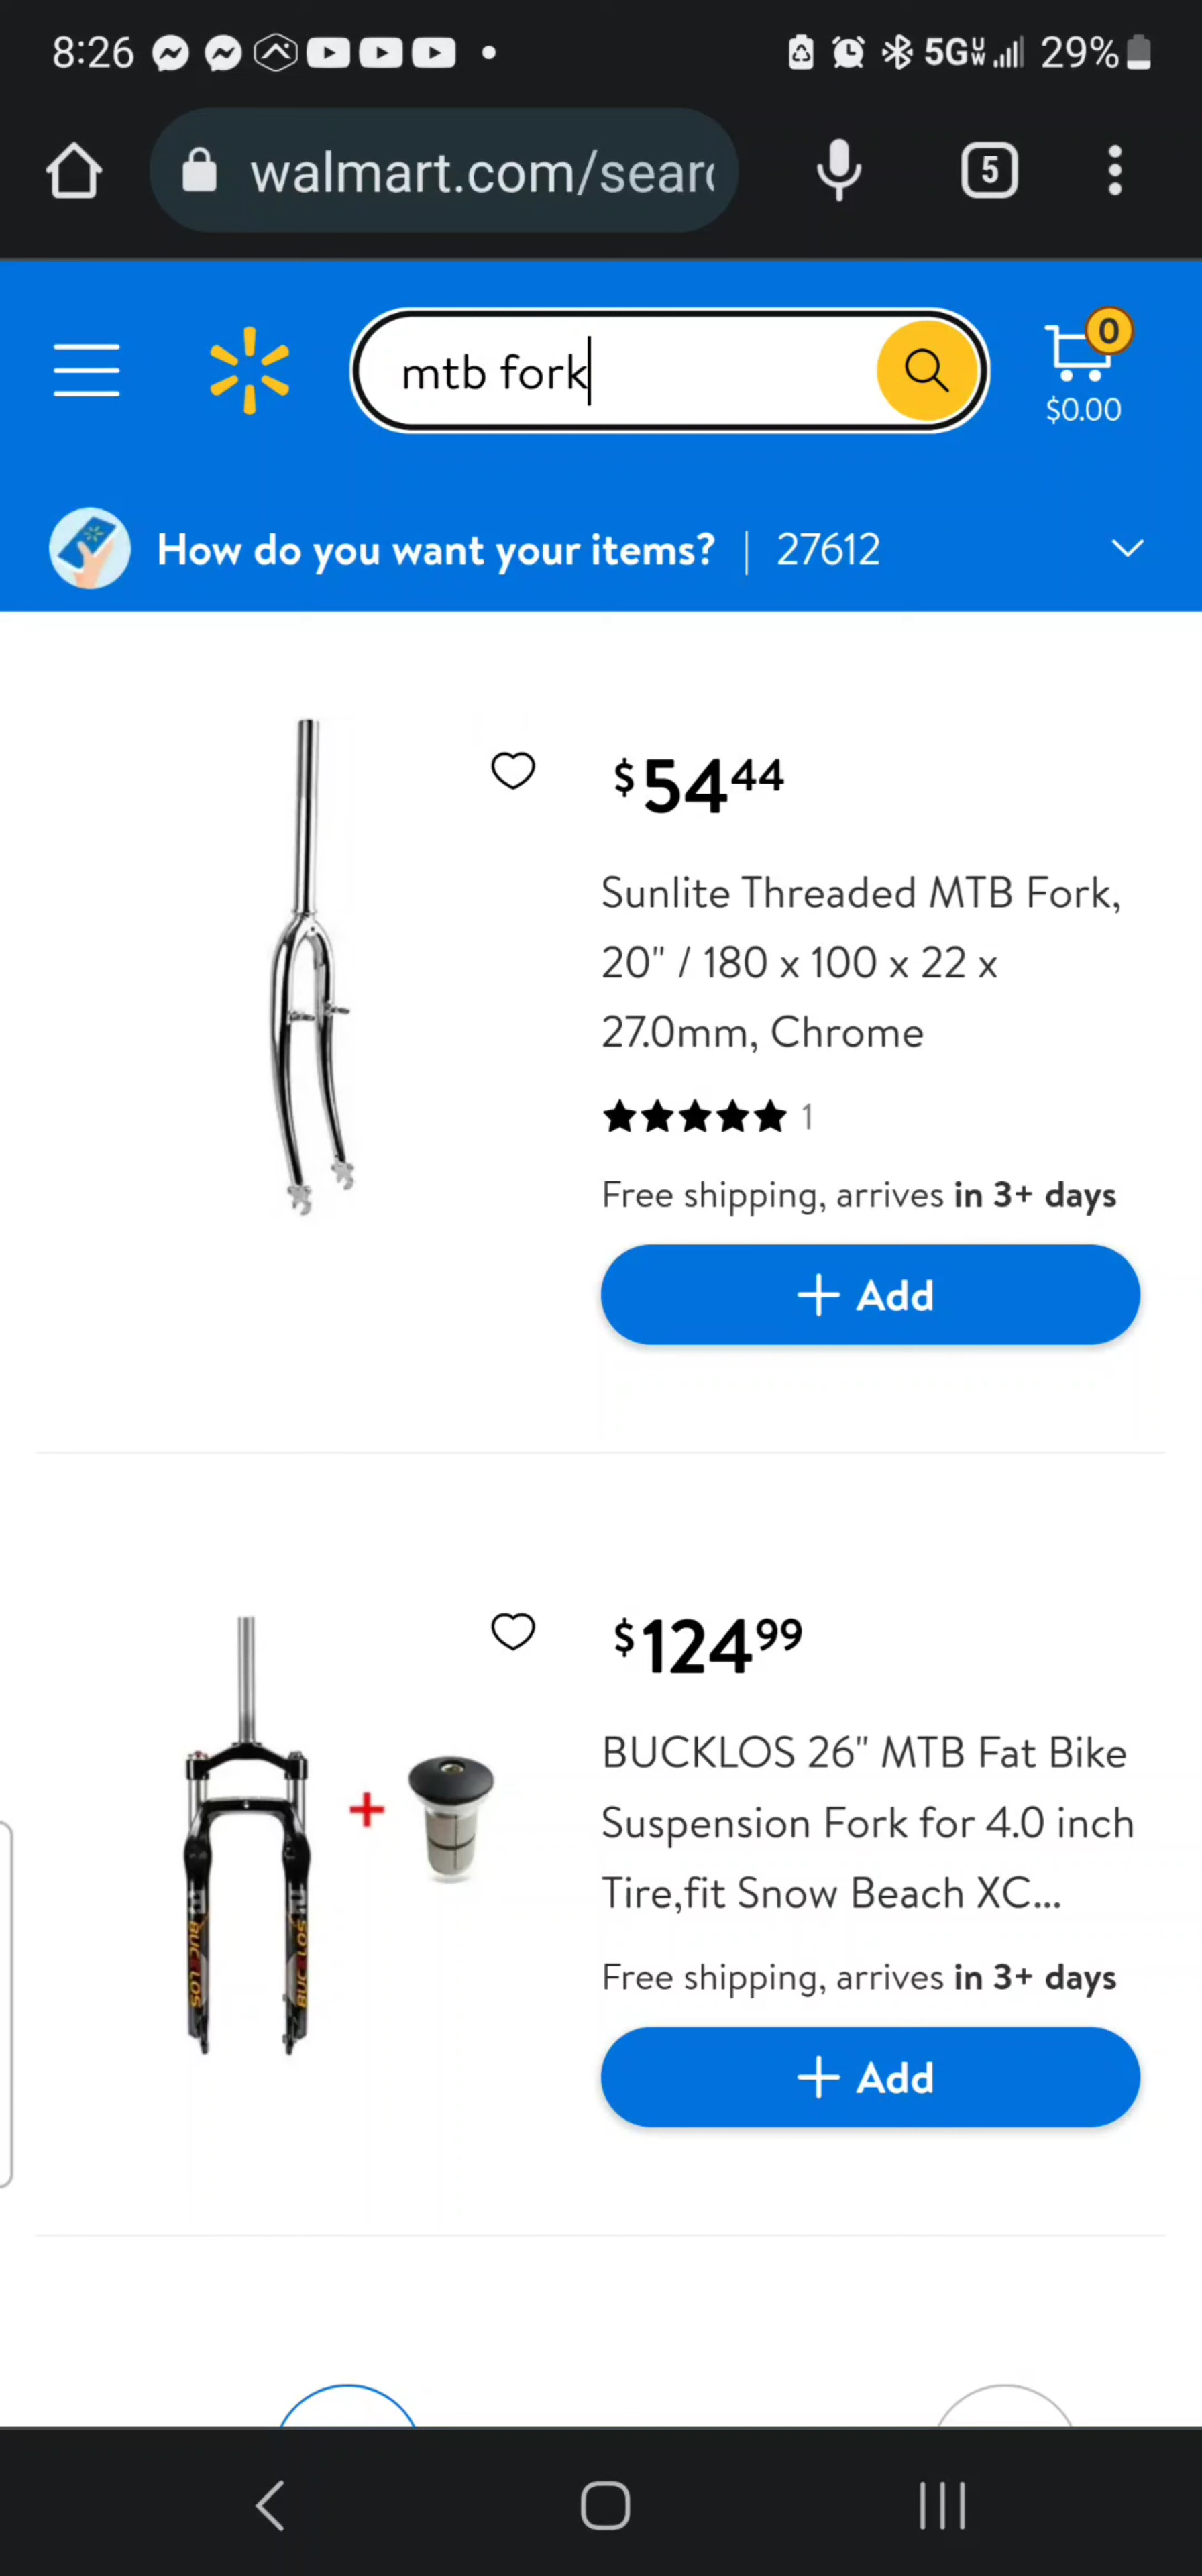 8:26
5G UW 29%
walmart.com/sear
5
mtb fork
0
$0.00
How do you want your items? | 27612
$54.44
Sunlite Threaded MTB Fork,
20" / 180 x 100 x 22 x
27.0mm, Chrome
1
Free shipping, arrives in 3+ days
+ Add
$124.99
BUCKLOS 26" MTB Fat Bike
Suspension Fork for 4.0 inch
Tire,fit Snow Beach XC...
BUCKLOS
BUCKLOS
Free shipping, arrives in 3+ days
+ Add